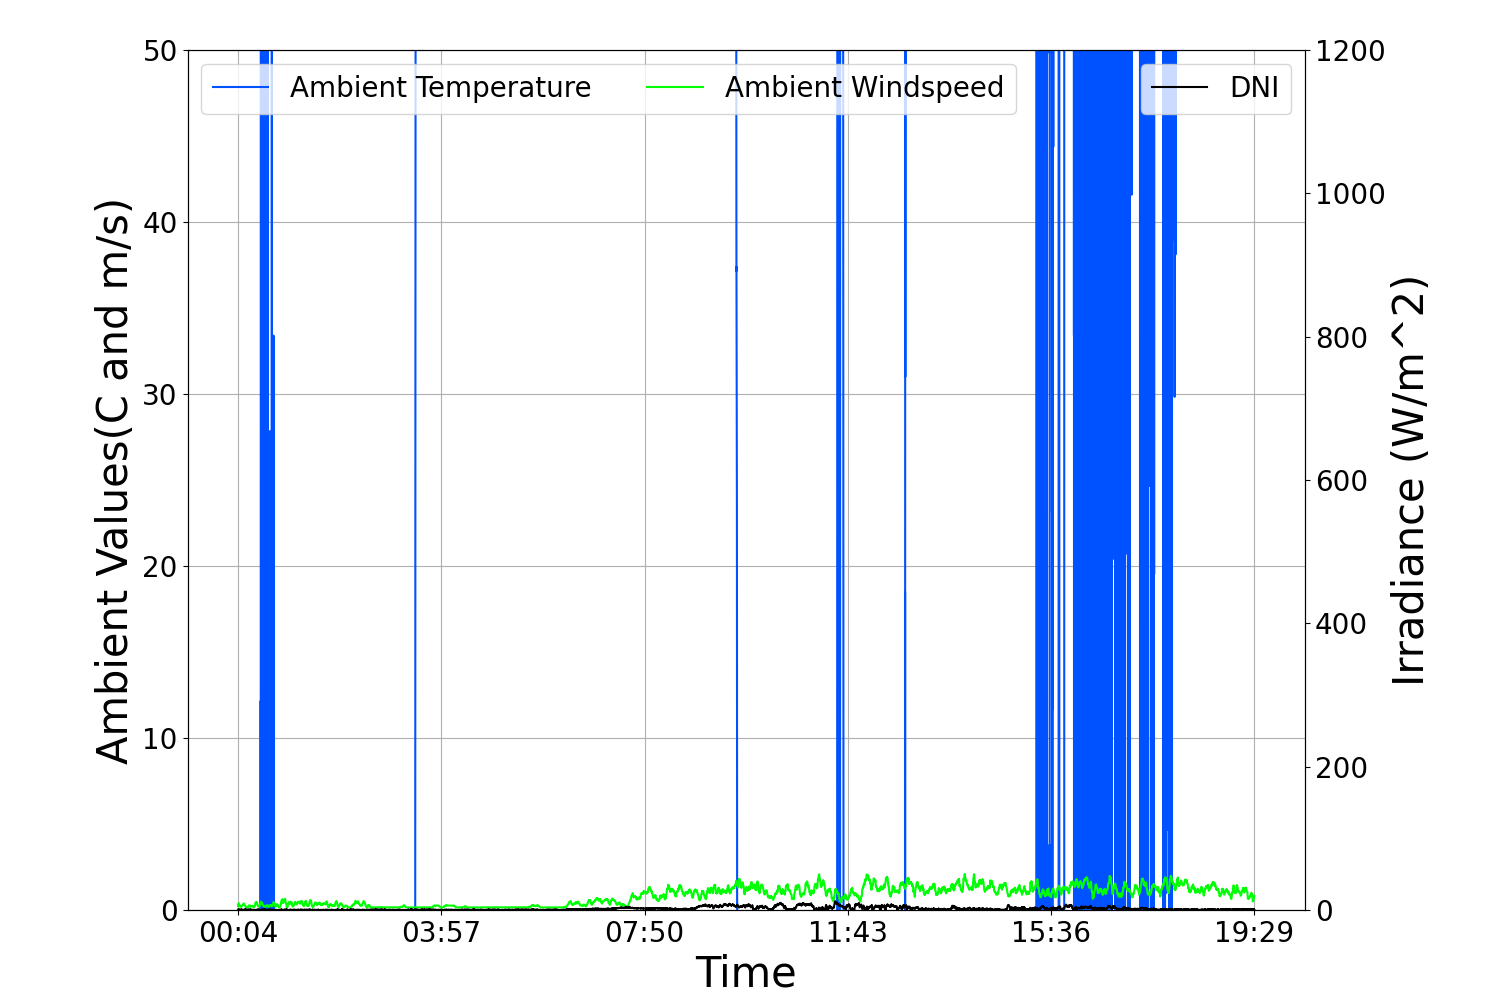 Ambient Temperature
Ambient Windspeed
DNI
Ambient Values(C and m/s)
50
40
30
20
10
0
1200
1000
800
600
400
200
0
Irradiance (W/m^2)
00:04 03:57 07:50 11:43 15:36 19:29
Time